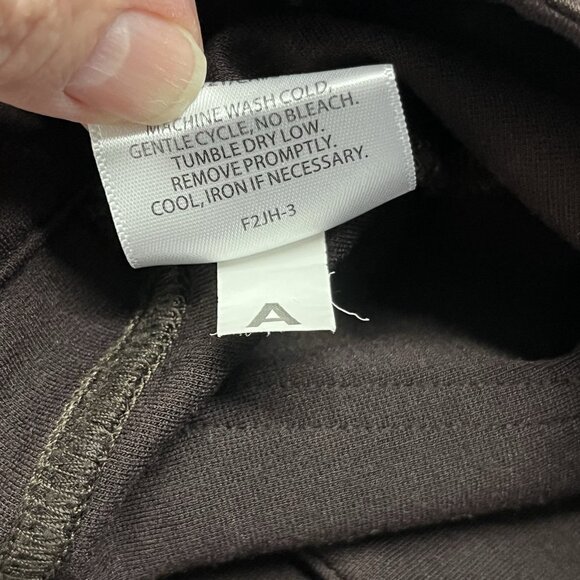 MACHINE WASH COLD,
GENTLE CYCLE, NO BLEACH.
TUMBLE DRY LOW.
REMOVE PROMPTLY.
COOL, IRON IF NECESSARY.
F2JH-3
A